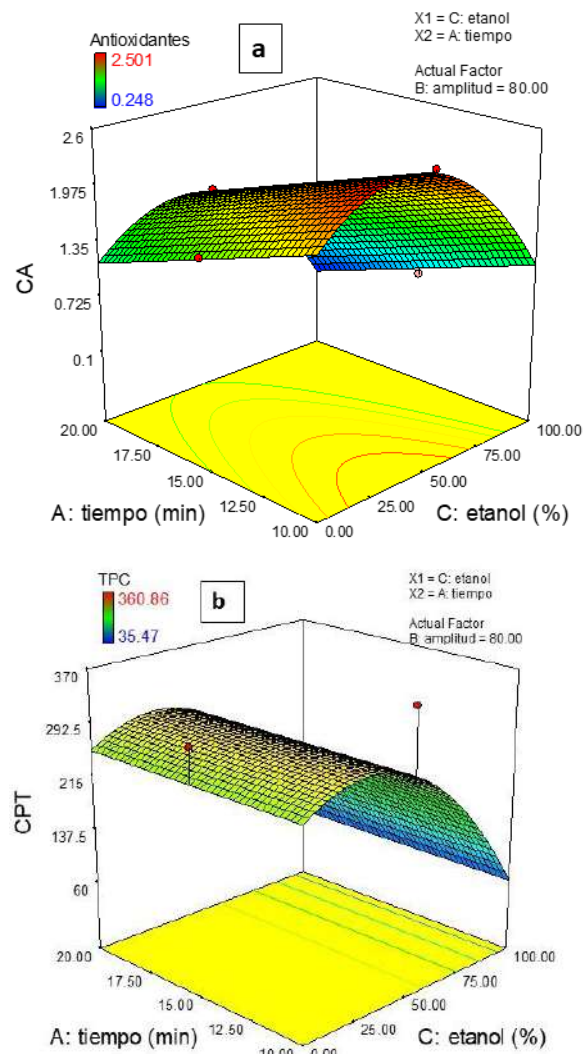 Antioxidantes
2.501
0.248
a
X1 = C: etanol
X2 = A: tiempo
Actual Factor
B: amplitud = 80.00
2.6
1.975
1.35
0.725
0.1
CA
20.00
17.50
15.00
12.50
10.00
A: tiempo (min)
0.00
25.00
50.00
75.00
100.00
C: etanol (%)
TPC
360.86
35.47
b
X1 = C: etanol
X2 = A: tiempo
Actual Factor
B: amplitud = 80.00
370
292.5
215
137.5
60
CPT
20.00
17.50
15.00
12.50
10.00
A: tiempo (min)
0.00
25.00
50.00
75.00
100.00
C: etanol (%)